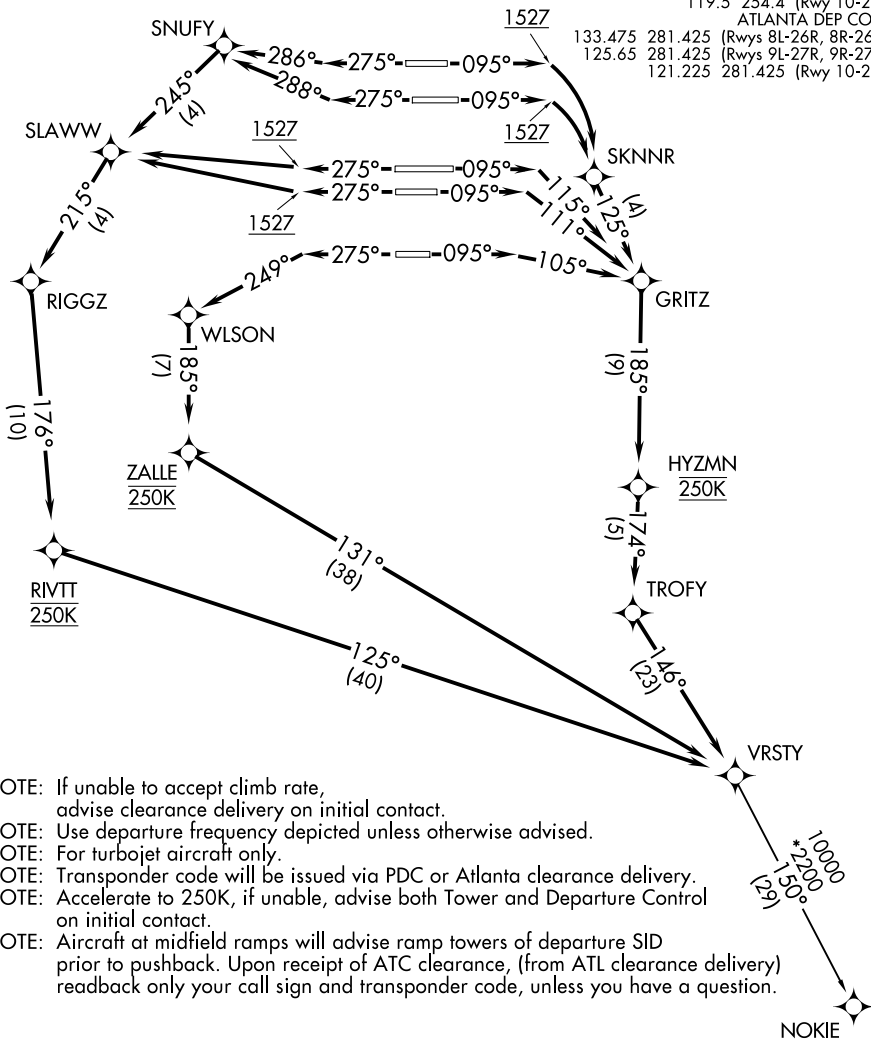 119.5 254.4 (Rwy 10-2
ATLANTA DEP CO
133.475 281.425 (Rwys 8L-26R, 8R-26
125.65 281.425 (Rwys 9L-27R, 9R-27
121.225 281.425 (Rwy 10-2
SNUFY
1527
286° 275° 095°
288° 275° 095°
1527
245°
(4)
SLAWW
1527
275° 095°
275° 095°
1527
SKNNR
(4)
125°
115°
111°
215°
(4)
249° 275° 095° 105°
RIGGZ
GRITZ
WLSON
185°
(7)
185°
(9)
176°
(10)
ZALLE
250K
HYZMN
250K
174°
(5)
131°
(38)
RIVTT
250K
TROFY
125°
(40)
146°
(23)
VRSTY
10000
*2200
150°
(29)
NOKIE
OTE: If unable to accept climb rate,
advise clearance delivery on initial contact.
OTE: Use departure frequency depicted unless otherwise advised.
OTE: For turbojet aircraft only.
OTE: Transponder code will be issued via PDC or Atlanta clearance delivery.
OTE: Accelerate to 250K, if unable, advise both Tower and Departure Control
on initial contact.
OTE: Aircraft at midfield ramps will advise ramp towers of departure SID
prior to pushback. Upon receipt of ATC clearance, (from ATL clearance delivery)
readback only your call sign and transponder code, unless you have a question.